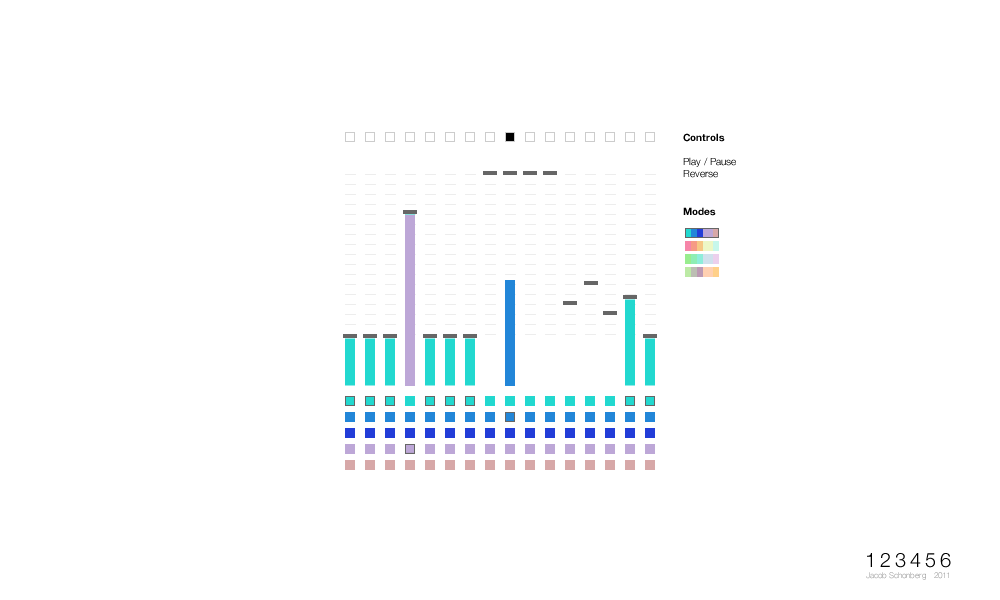 Controls
Play / Pause
Reverse
Modes
123456
Jacob Schonberg 2011